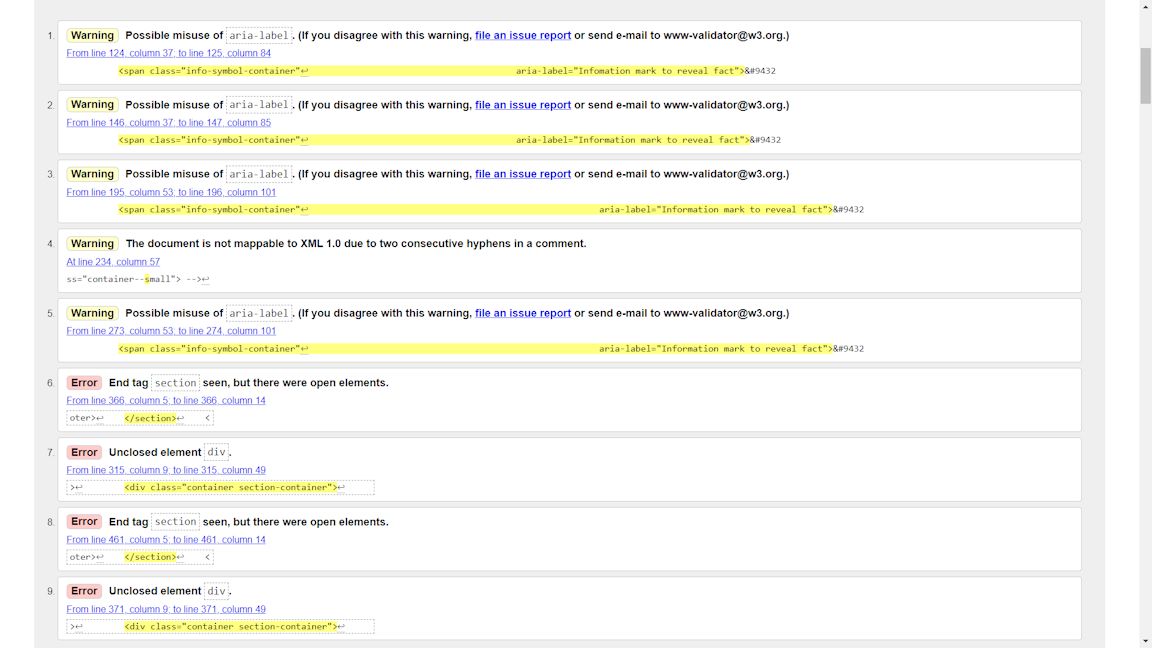 1. Warning Possible misuse of aria-label. (If you disagree with this warning, file an issue report or send e-mail to www-validator@w3.org.)
From line 124, column 37; to line 125, column 84
<span class="info-symbol-container"↩ aria-label="Infomation mark to reveal fact">&#9432
2. Warning Possible misuse of aria-label. (If you disagree with this warning, file an issue report or send e-mail to www-validator@w3.org.)
From line 146, column 37; to line 147, column 85
<span class="info-symbol-container"↩ aria-label="Information mark to reveal fact">&#9432
3. Warning Possible misuse of aria-label. (If you disagree with this warning, file an issue report or send e-mail to www-validator@w3.org.)
From line 195, column 53; to line 196, column 101
<span class="info-symbol-container"↩ aria-label="Information mark to reveal fact">&#9432
4. Warning The document is not mappable to XML 1.0 due to two consecutive hyphens in a comment.
At line 234, column 57
ss="container--small"> -->↩
5. Warning Possible misuse of aria-label. (If you disagree with this warning, file an issue report or send e-mail to www-validator@w3.org.)
From line 273, column 53; to line 274, column 101
<span class="info-symbol-container"↩ aria-label="Information mark to reveal fact">&#9432
6. Error End tag section seen, but there were open elements.
From line 366, column 5; to line 366, column 14
oter>↩ </section>↩ <
7. Error Unclosed element div.
From line 315, column 9; to line 315, column 49
>↩ <div class="container section-container">↩
8. Error End tag section seen, but there were open elements.
From line 461, column 5; to line 461, column 14
oter>↩ </section>↩ <
9. Error Unclosed element div.
From line 371, column 9; to line 371, column 49
>↩ <div class="container section-container">↩